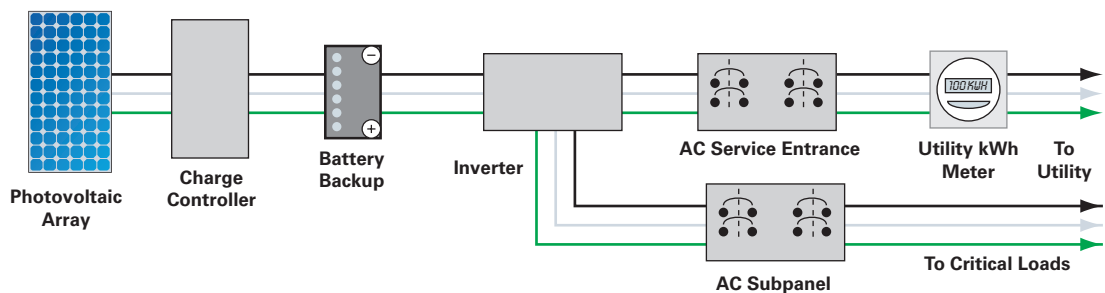 100 KWH
Photovoltaic
Array
Charge
Controller
Battery
Backup
Inverter
AC Service Entrance
Utility kWh
Meter
To
Utility
AC Subpanel
To Critical Loads